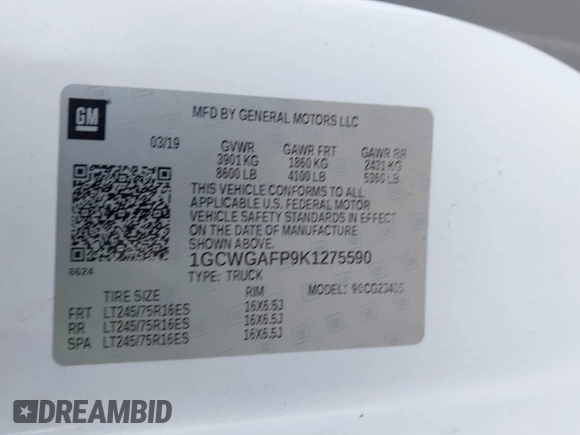 GM
MFD BY GENERAL MOTORS LLC
03/19 GVWR GAWR FRT GAWR RR
3901 KG 1860 KG 2431 KG
8600 LB 4100 LB 5360 LB
THIS VEHICLE CONFORMS TO ALL
APPLICABLE U.S. FEDERAL MOTOR
VEHICLE SAFETY STANDARDS IN EFFECT
ON THE DATE OF MANUFACTURE
SHOWN ABOVE.
8624 1GCWGAFP9K1275590
TYPE: TRUCK
TIRE SIZE RIM MODEL:
FRT LT245/75R16ES 16X6.5J
RR LT245/75R16ES 16X6.5J
SPA LT245/75R16ES 16X6.5J
DREAMBID